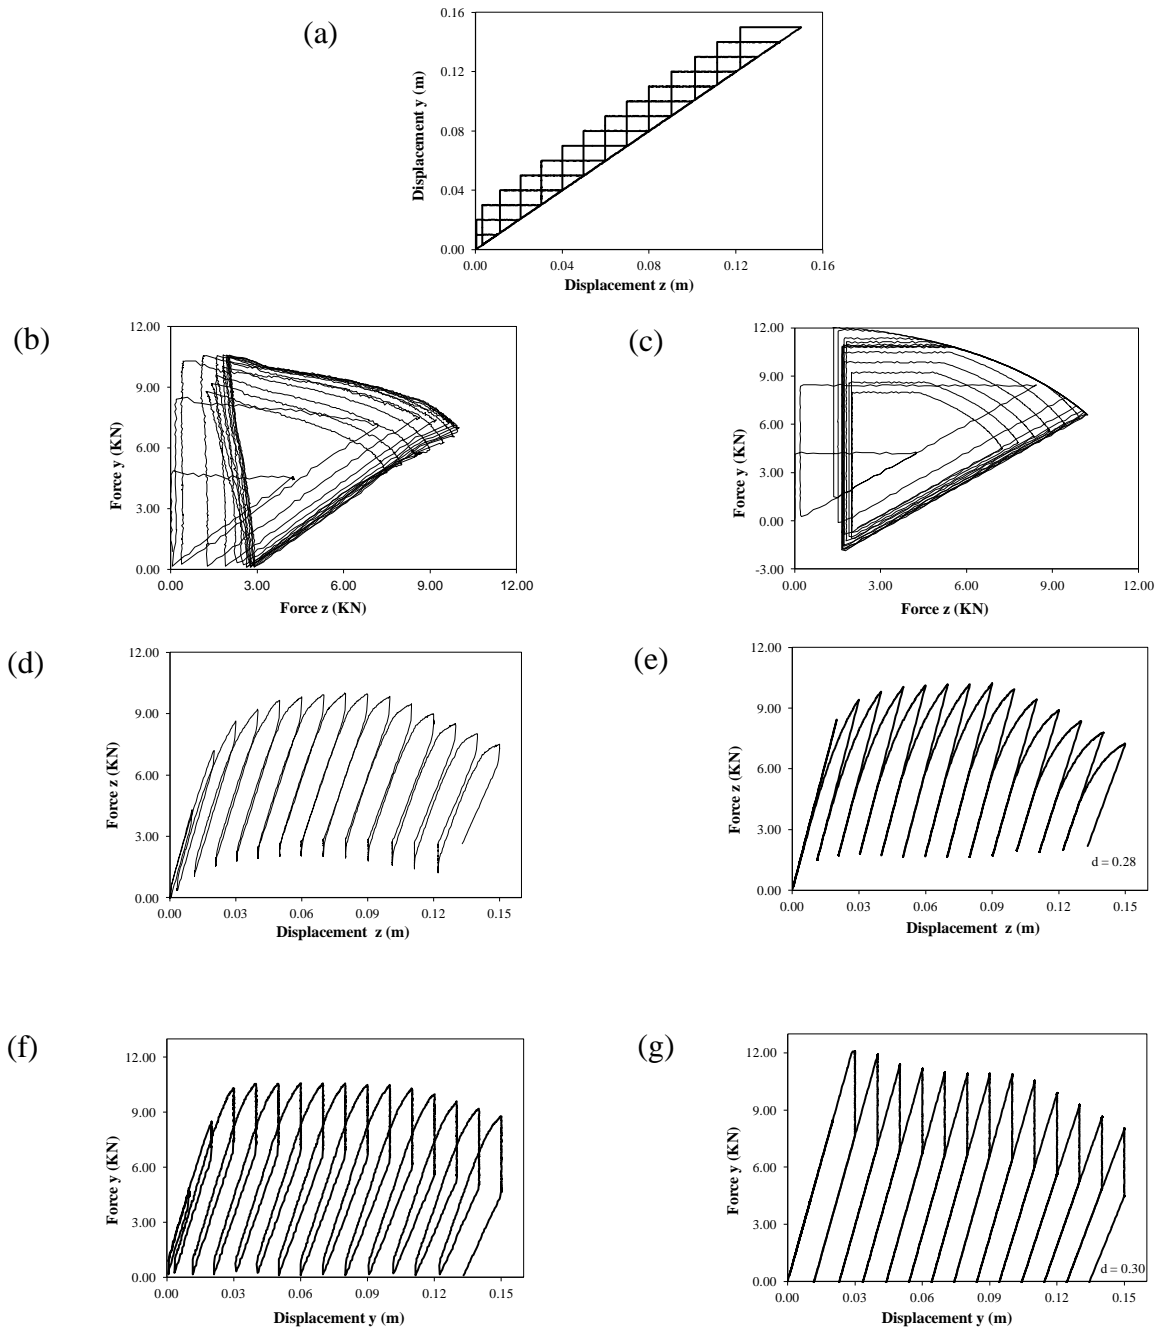 (a)
Displacement y (m)
0.16
0.12
0.08
0.04
0.00
0.00 0.04 0.08 0.12 0.16
Displacement z (m)
(b)
Force y (KN)
12.00
9.00
6.00
3.00
0.00
0.00 3.00 6.00 9.00 12.00
Force z (KN)
(c)
Force y (KN)
12.00
9.00
6.00
3.00
0.00
-3.00
0.00 3.00 6.00 9.00 12.00
Force z (KN)
(d)
Force z (KN)
12.00
9.00
6.00
3.00
0.00
0.00 0.03 0.06 0.09 0.12 0.15
Displacement z (m)
(e)
Force z (KN)
12.00
9.00
6.00
3.00
0.00
d = 0.28
0.00 0.03 0.06 0.09 0.12 0.15
Displacement z (m)
(f)
Force y (KN)
12.00
9.00
6.00
3.00
0.00
0.00 0.03 0.06 0.09 0.12 0.15
Displacement y (m)
(g)
Force y (KN)
12.00
9.00
6.00
3.00
0.00
d = 0.30
0.00 0.03 0.06 0.09 0.12 0.15
Displacement y (m)